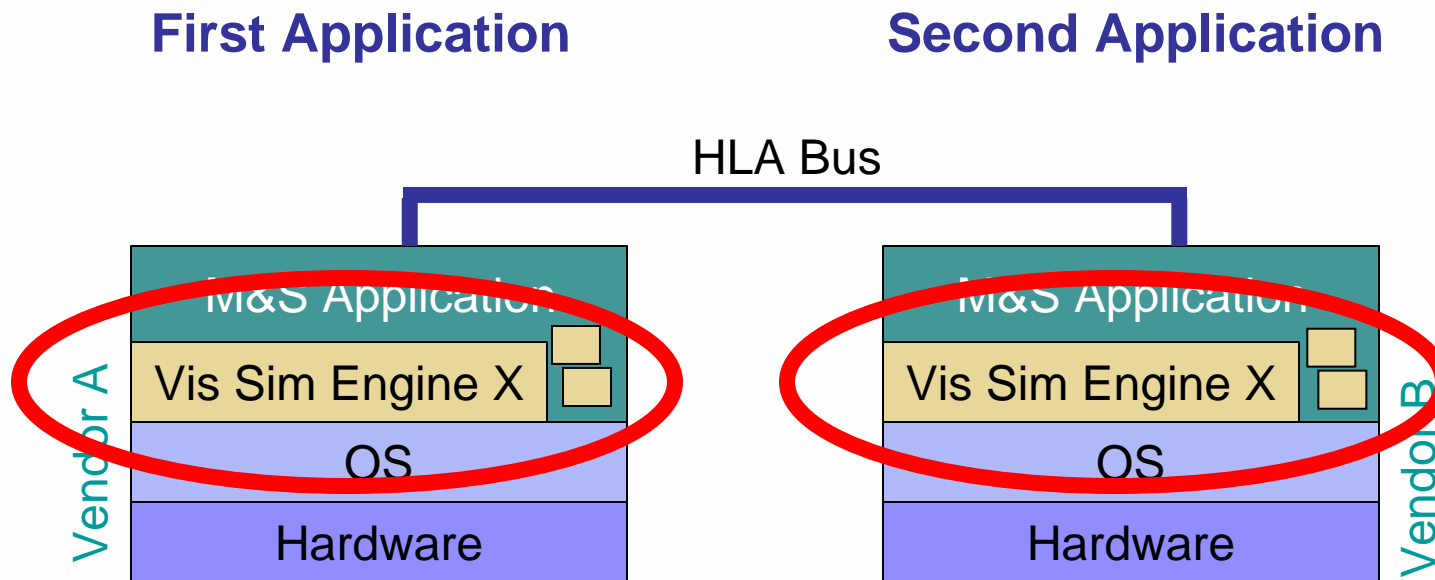 First Application
Second Application
HLA Bus
M&S Application
M&S Application
Vis Sim Engine X
Vis Sim Engine X
Vendor A
Vendor B
OS
OS
Hardware
Hardware